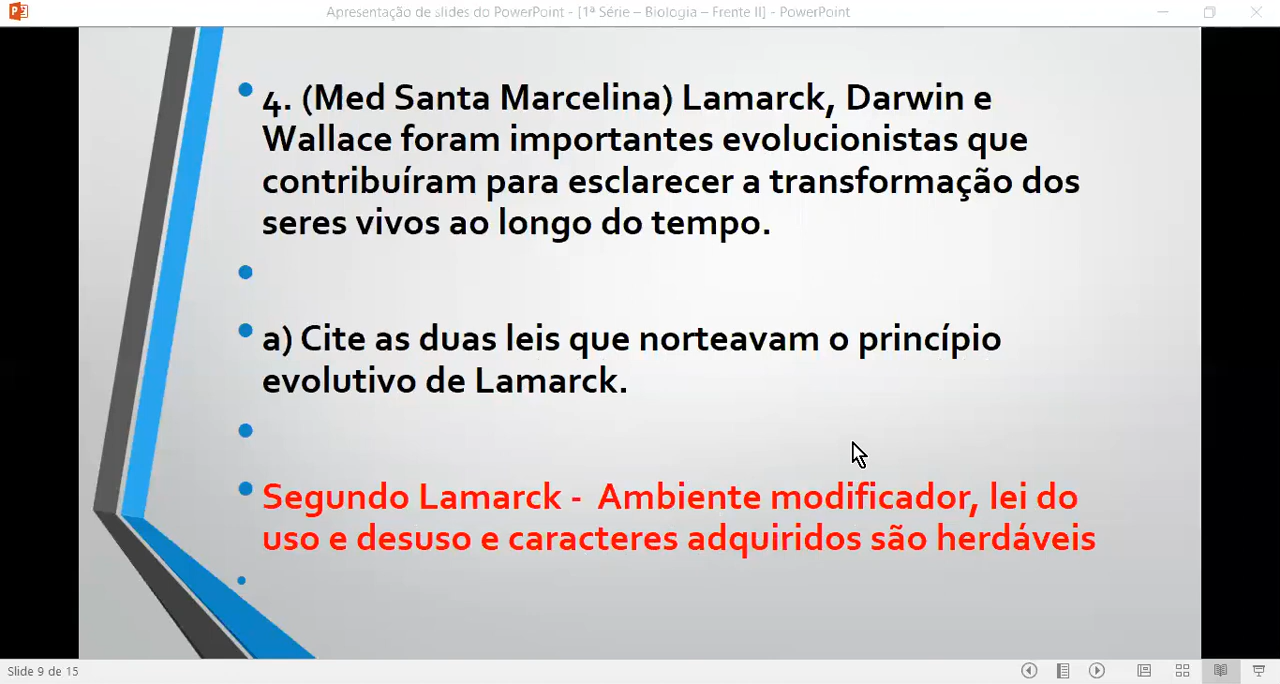 Apresentação de slides do PowerPoint - [1ª Série – Biologia – Frente II] - PowerPoint
4. (Med Santa Marcelina) Lamarck, Darwin e
Wallace foram importantes evolucionistas que
contribuíram para esclarecer a transformação dos
seres vivos ao longo do tempo.
a) Cite as duas leis que norteavam o princípio
evolutivo de Lamarck.
Segundo Lamarck - Ambiente modificador, lei do
uso e desuso e caracteres adquiridos são herdáveis
Slide 9 de 15